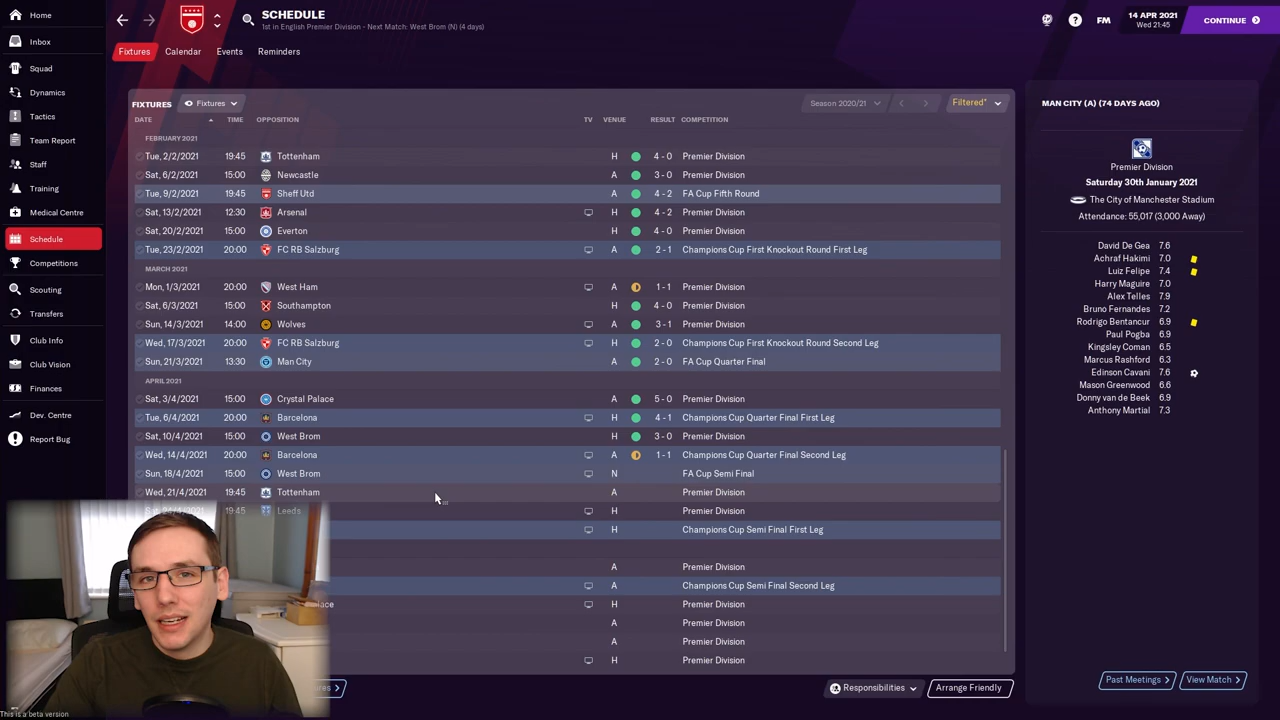 Home
Inbox
Squad
Dynamics
Tactics
Team Report
Staff
Training
Medical Centre
Schedule
Competitions
Scouting
Transfers
Club Info
Club Vision
Finances
Dev. Centre
Report Bug
SCHEDULE
1st in English Premier Division - Next Match: West Brom (N) (4 days)
? FM 14 APR 2021 CONTINUE
Wed 21:45
Fixtures Calendar Events Reminders
FIXTURES Fixtures Season 2020/21 Filtered*
DATE TIME OPPOSITION TV VENUE RESULT COMPETITION
FEBRUARY 2021
Tue, 2/2/2021 19:45 Tottenham H 4 - 0 Premier Division
Sat, 6/2/2021 15:00 Newcastle A 3 - 0 Premier Division
Tue, 9/2/2021 19:45 Sheff Utd A 4 - 2 FA Cup Fifth Round
Sat, 13/2/2021 12:30 Arsenal H 4 - 2 Premier Division
Sat, 20/2/2021 15:00 Everton H 4 - 0 Premier Division
Tue, 23/2/2021 20:00 FC RB Salzburg A 2 - 1 Champions Cup First Knockout Round First Leg
MARCH 2021
Mon, 1/3/2021 20:00 West Ham A 1 - 1 Premier Division
Sat, 6/3/2021 15:00 Southampton H 4 - 0 Premier Division
Sun, 14/3/2021 14:00 Wolves A 3 - 1 Premier Division
Wed, 17/3/2021 20:00 FC RB Salzburg H 2 - 0 Champions Cup First Knockout Round Second Leg
Sun, 21/3/2021 13:30 Man City A 2 - 0 FA Cup Quarter Final
APRIL 2021
Sat, 3/4/2021 15:00 Crystal Palace A 5 - 0 Premier Division
Tue, 6/4/2021 20:00 Barcelona H 4 - 1 Champions Cup Quarter Final First Leg
Sat, 10/4/2021 15:00 West Brom H 3 - 0 Premier Division
Wed, 14/4/2021 20:00 Barcelona A 1 - 1 Champions Cup Quarter Final Second Leg
Sun, 18/4/2021 15:00 West Brom N FA Cup Semi Final
Wed, 21/4/2021 19:45 Tottenham A Premier Division
19:45 Leeds H Premier Division
H Champions Cup Semi Final First Leg
A Premier Division
A Champions Cup Semi Final Second Leg
lace H Premier Division
A Premier Division
A Premier Division
H Premier Division
Responsibilities Arrange Friendly
MAN CITY (A) (74 DAYS AGO)
Premier Division
Saturday 30th January 2021
The City of Manchester Stadium
Attendance: 55,017 (3,000 Away)
David De Gea 7.6
Achraf Hakimi 7.0
Luiz Felipe 7.4
Harry Maguire 7.0
Alex Telles 7.9
Bruno Fernandes 7.2
Rodrigo Bentancur 6.9
Paul Pogba 6.9
Kingsley Coman 6.5
Marcus Rashford 6.3
Edinson Cavani 7.6
Mason Greenwood 6.6
Donny van de Beek 6.9
Anthony Martial 7.3
Past Meetings View Match
This is a beta version